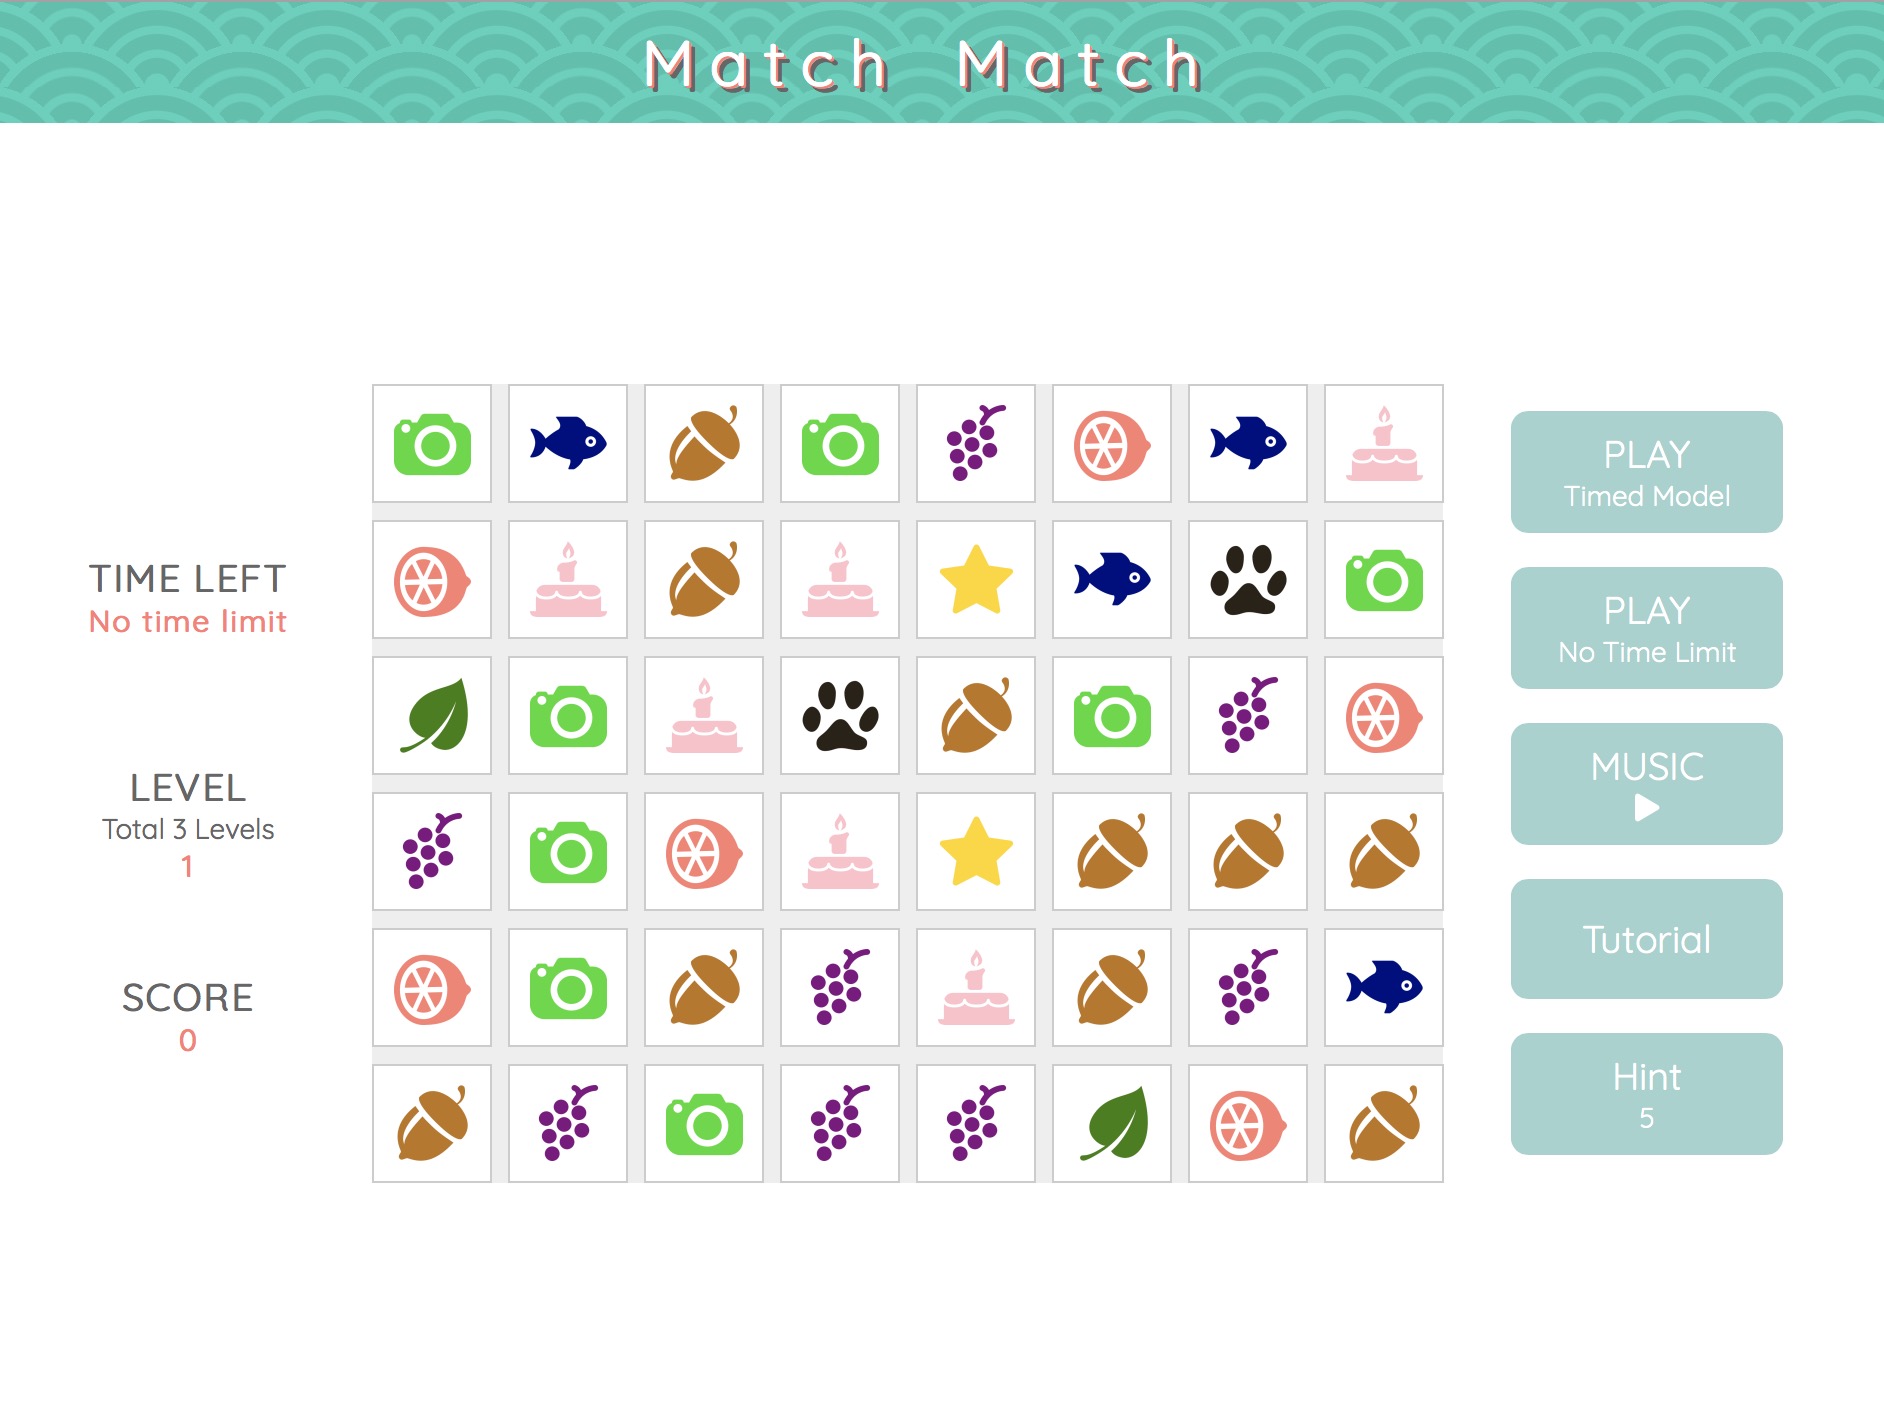 Match Match
TIME LEFT
No time limit
LEVEL
Total 3 Levels
1
SCORE
0
PLAY
Timed Model
PLAY
No Time Limit
MUSIC
Tutorial
Hint
5